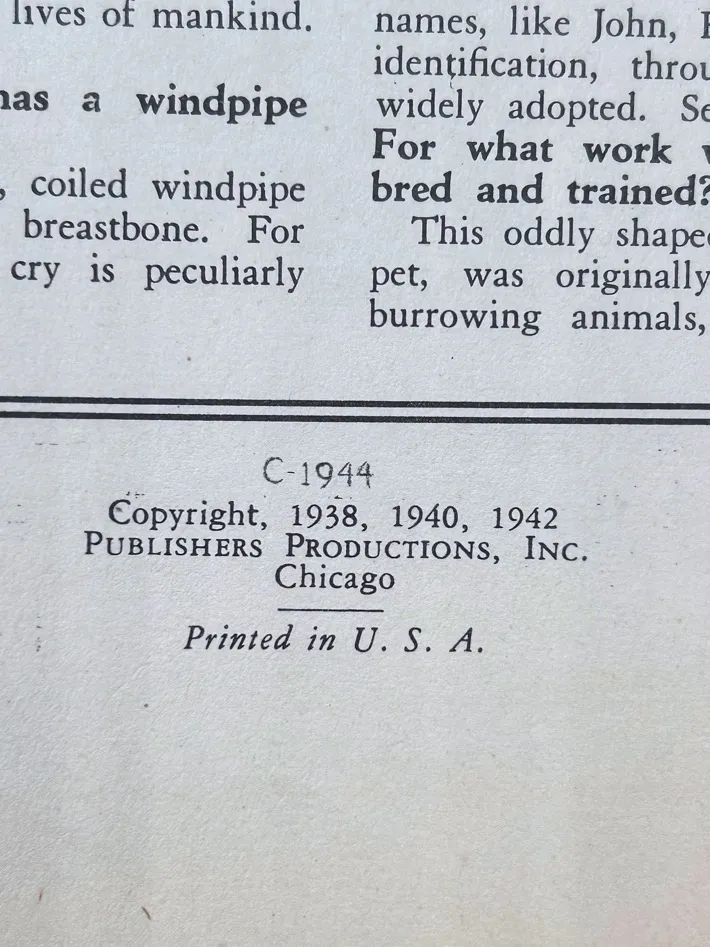 lives of mankind.
has a windpipe
, coiled windpipe
breastbone. For
cry is peculiarly
names, like John,
identification, throu
widely adopted. Se
For what work
bred and trained?
This oddly shape
pet, was originally
burrowing animals,
C-1944
Copyright, 1938, 1940, 1942
PUBLISHERS PRODUCTIONS, INC.
Chicago
Printed in U. S. A.